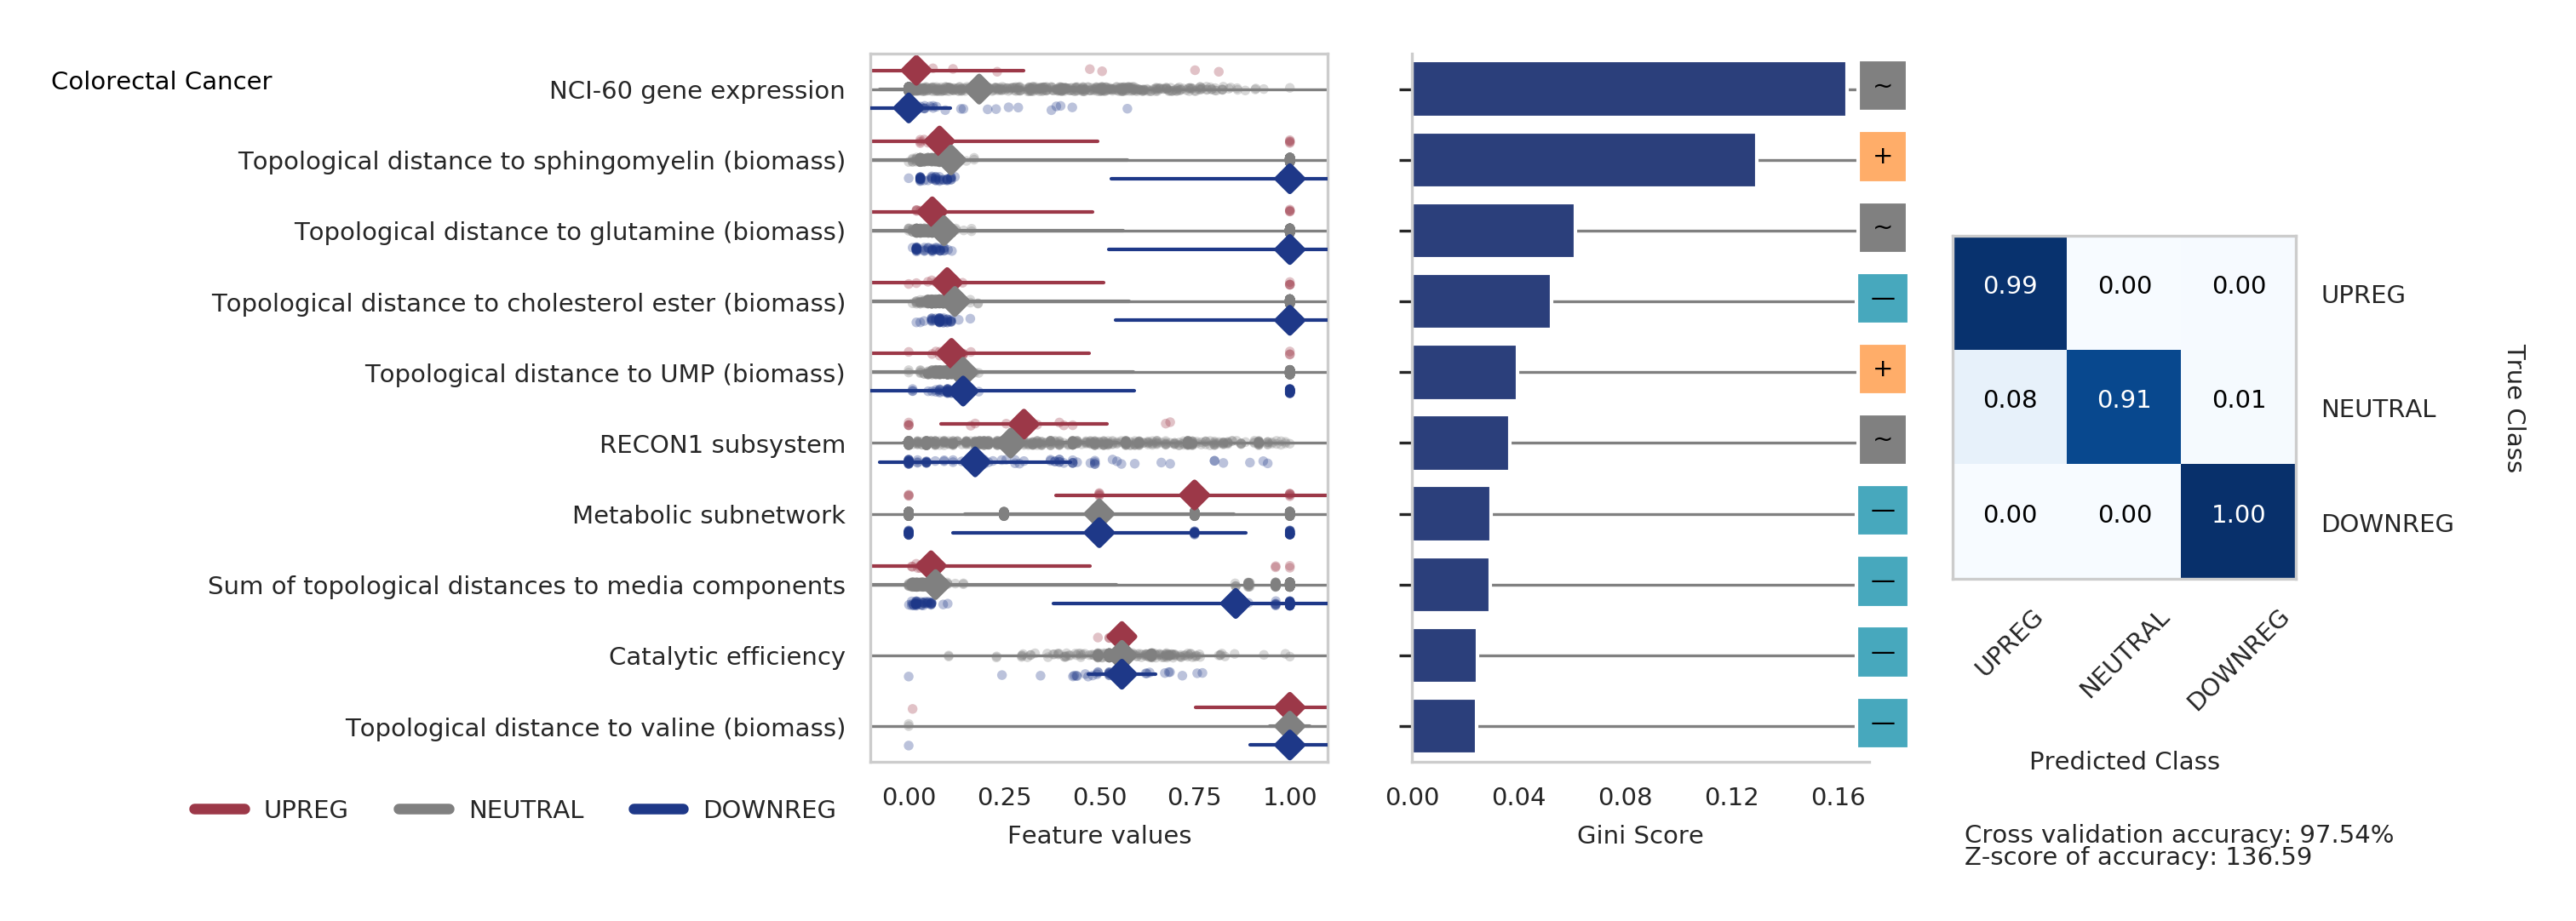 Colorectal Cancer
NCI-60 gene expression
Topological distance to sphingomyelin (biomass)
Topological distance to glutamine (biomass)
Topological distance to cholesterol ester (biomass)
Topological distance to UMP (biomass)
RECON1 subsystem
Metabolic subnetwork
Sum of topological distances to media components
Catalytic efficiency
Topological distance to valine (biomass)
UPREG NEUTRAL DOWNREG
0.00 0.25 0.50 0.75 1.00
Feature values
~
+
~
—
+
~
—
—
—
—
0.00 0.04 0.08 0.12 0.16
Gini Score
0.99 0.00 0.00 UPREG
0.08 0.91 0.01 NEUTRAL
0.00 0.00 1.00 DOWNREG
True Class
UPREG NEUTRAL DOWNREG
Predicted Class
Cross validation accuracy: 97.54%
Z-score of accuracy: 136.59